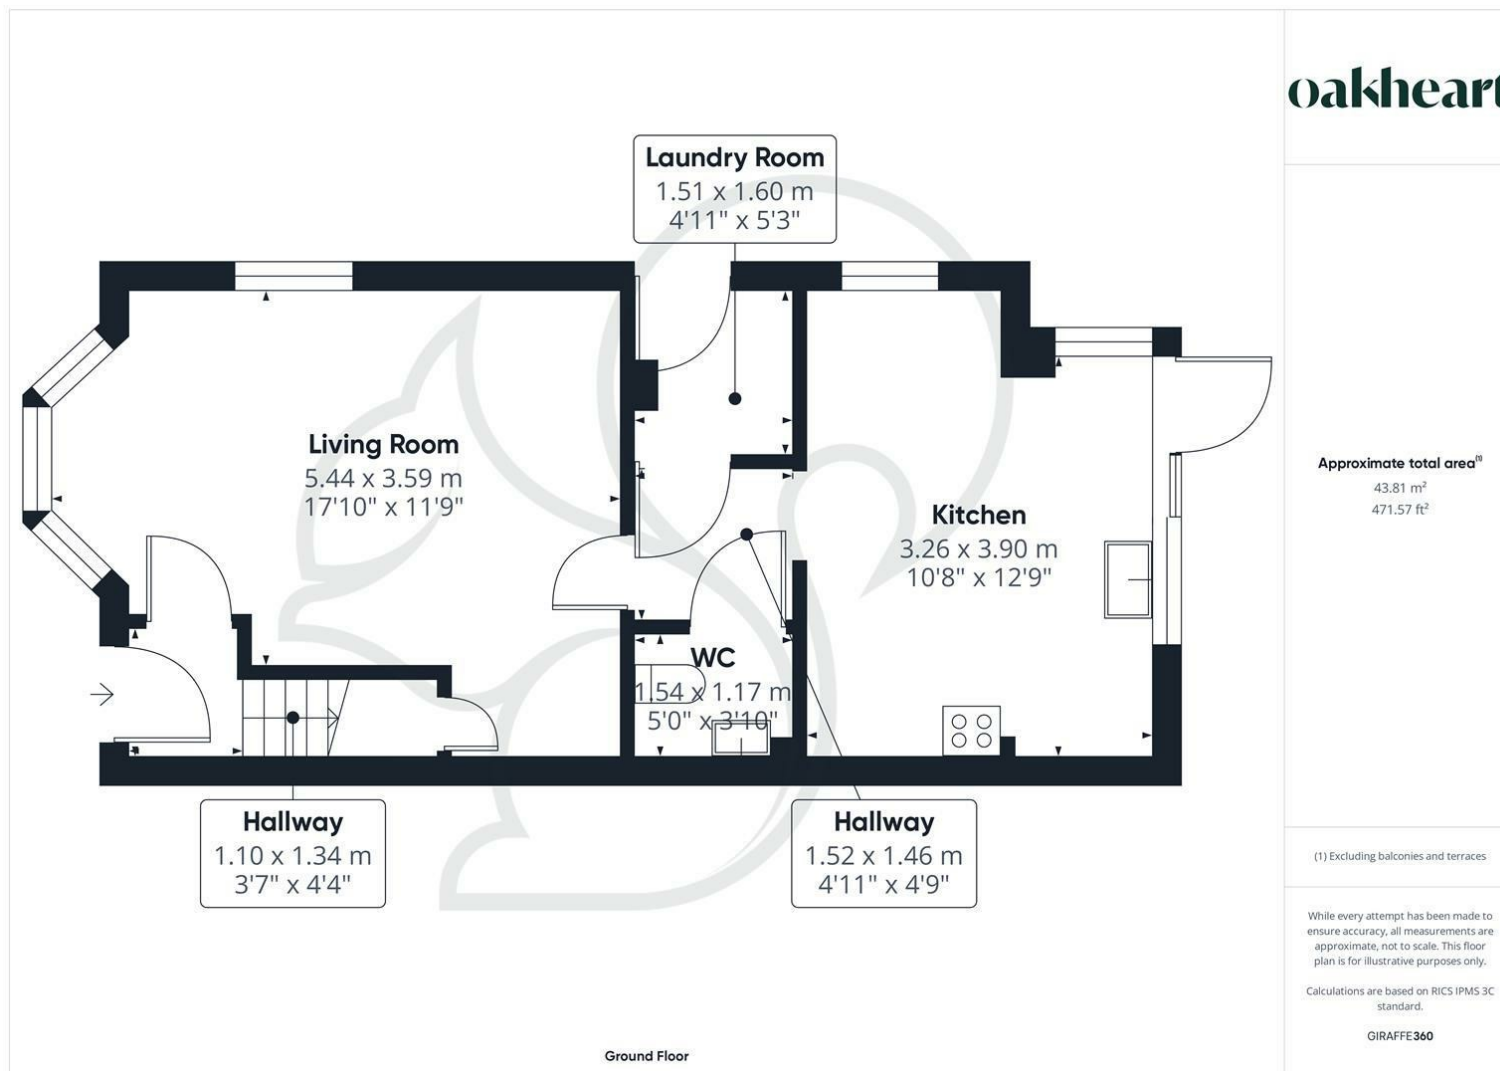 oakheart
Laundry Room
1.51 x 1.60 m
4'11" x 5'3"
Living Room
5.44 x 3.59 m
17'10" x 11'9"
Kitchen
3.26 x 3.90 m
10'8" x 12'9"
WC
1.54 x 1.17 m
5'0" x 3'10"
Hallway
1.10 x 1.34 m
3'7" x 4'4"
Hallway
1.52 x 1.46 m
4'11" x 4'9"
Ground Floor
Approximate total area(1)
43.81 m²
471.57 ft²
(1) Excluding balconies and terraces
While every attempt has been made to
ensure accuracy, all measurements are
approximate, not to scale. This floor
plan is for illustrative purposes only.
Calculations are based on RICS IPMS 3C
standard.
GIRAFFE360